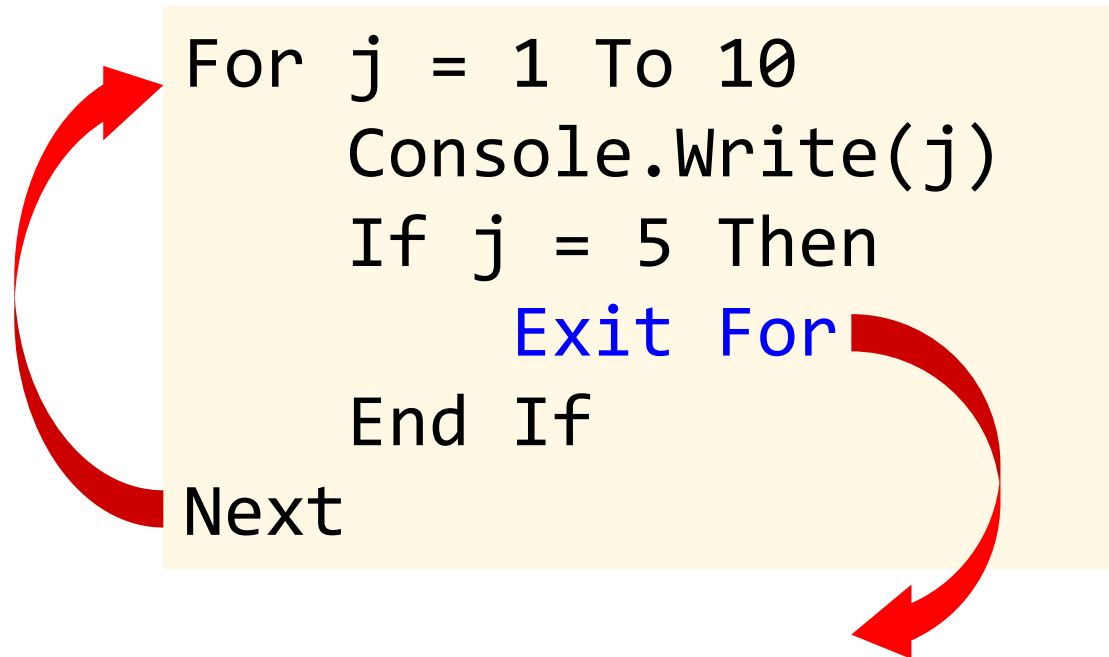 For j = 1 To 10
    Console.Write(j)
    If j = 5 Then
        Exit For
    End If
Next